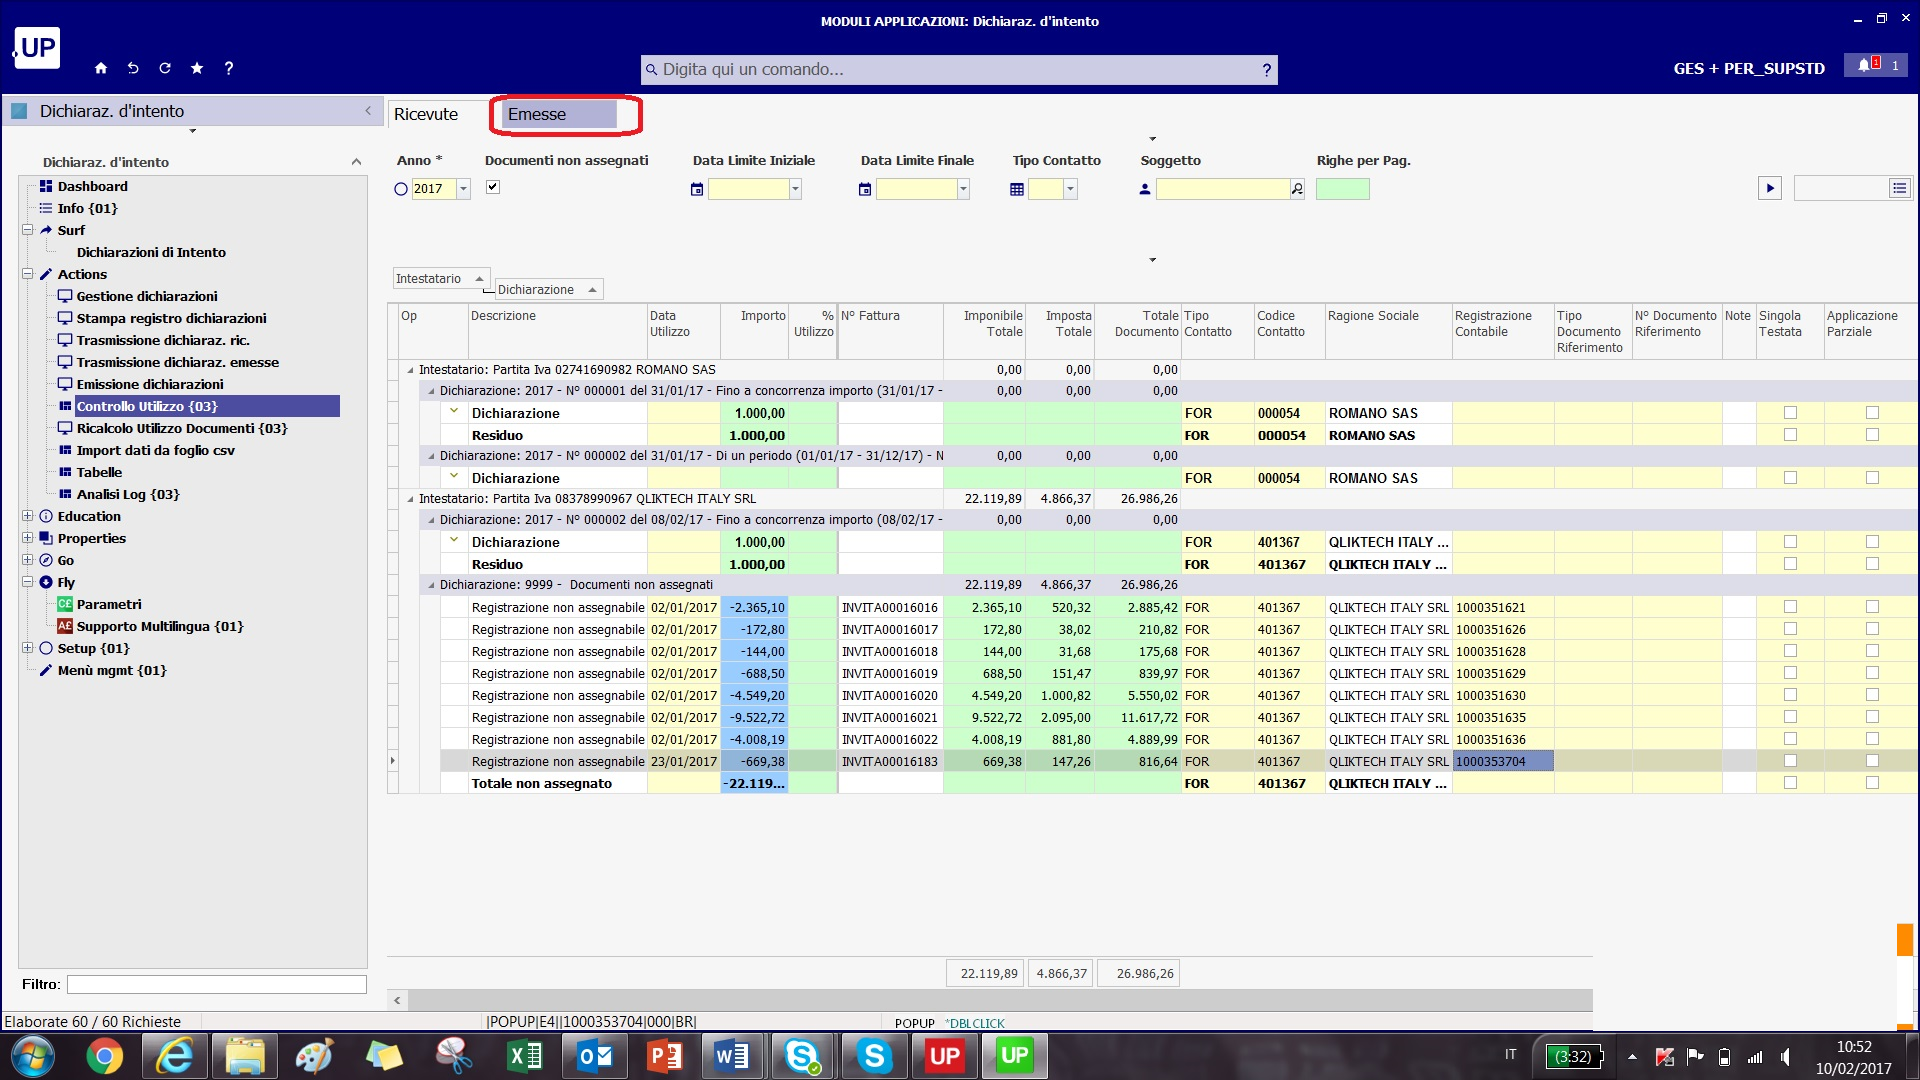 MODULI APPLICAZIONI: Dichiaraz. d'intento
.UP
Digita qui un comando...
?
?
GES + PER_SUPSTD
1
1
Dichiaraz. d'intento
Ricevute
Emesse
Dichiaraz. d'intento
Dashboard
Info {01}
Surf
Dichiarazioni di Intento
Actions
Gestione dichiarazioni
Stampa registro dichiarazioni
Trasmissione dichiaraz. ric.
Trasmissione dichiaraz. emesse
Emissione dichiarazioni
Controllo Utilizzo {03}
Ricalcolo Utilizzo Documenti {03}
Import dati da foglio csv
Tabelle
Analisi Log {03}
Education
Properties
Go
Fly
C£ Parametri
A£ Supporto Multilingua {01}
Setup {01}
Menù mgmt {01}
Filtro:
Anno * Documenti non assegnati Data Limite Iniziale Data Limite Finale Tipo Contatto Soggetto Righe per Pag.
2017
Intestatario
Dichiarazione
Op Descrizione Data Utilizzo Importo % Utilizzo N° Fattura Imponibile Totale Imposta Totale Totale Documento Tipo Contatto Codice Contatto Ragione Sociale Registrazione Contabile Tipo Documento Riferimento N° Documento Riferimento Note Singola Testata Applicazione Parziale
Intestatario: Partita Iva 02741690982 ROMANO SAS 0,00 0,00 0,00
Dichiarazione: 2017 - N° 000001 del 31/01/17 - Fino a concorrenza importo (31/01/17 - 0,00 0,00 0,00
Dichiarazione 1.000,00 FOR 000054 ROMANO SAS
Residuo 1.000,00 FOR 000054 ROMANO SAS
Dichiarazione: 2017 - N° 000002 del 31/01/17 - Di un periodo (01/01/17 - 31/12/17) - N 0,00 0,00 0,00
Dichiarazione FOR 000054 ROMANO SAS
Intestatario: Partita Iva 08378990967 QLIKTECH ITALY SRL 22.119,89 4.866,37 26.986,26
Dichiarazione: 2017 - N° 000002 del 08/02/17 - Fino a concorrenza importo (08/02/17 - 0,00 0,00 0,00
Dichiarazione 1.000,00 FOR 401367 QLIKTECH ITALY ...
Residuo 1.000,00 FOR 401367 QLIKTECH ITALY ...
Dichiarazione: 9999 - Documenti non assegnati 22.119,89 4.866,37 26.986,26
Registrazione non assegnabile 02/01/2017 -2.365,10 INVITA00016016 2.365,10 520,32 2.885,42 FOR 401367 QLIKTECH ITALY SRL 1000351621
Registrazione non assegnabile 02/01/2017 -172,80 INVITA00016017 172,80 38,02 210,82 FOR 401367 QLIKTECH ITALY SRL 1000351626
Registrazione non assegnabile 02/01/2017 -144,00 INVITA00016018 144,00 31,68 175,68 FOR 401367 QLIKTECH ITALY SRL 1000351628
Registrazione non assegnabile 02/01/2017 -688,50 INVITA00016019 688,50 151,47 839,97 FOR 401367 QLIKTECH ITALY SRL 1000351629
Registrazione non assegnabile 02/01/2017 -4.549,20 INVITA00016020 4.549,20 1.000,82 5.550,02 FOR 401367 QLIKTECH ITALY SRL 1000351630
Registrazione non assegnabile 02/01/2017 -9.522,72 INVITA00016021 9.522,72 2.095,00 11.617,72 FOR 401367 QLIKTECH ITALY SRL 1000351635
Registrazione non assegnabile 02/01/2017 -4.008,19 INVITA00016022 4.008,19 881,80 4.889,99 FOR 401367 QLIKTECH ITALY SRL 1000351636
Registrazione non assegnabile 23/01/2017 -669,38 INVITA00016183 669,38 147,26 816,64 FOR 401367 QLIKTECH ITALY SRL 1000353704
Totale non assegnato -22.119... FOR 401367 QLIKTECH ITALY ...
22.119,89 4.866,37 26.986,26
Elaborate 60 / 60 Richieste |POPUP|E4||1000353704|000|BR| POPUP *DBLCLICK
UP UP IT (3:32) 10:52
10/02/2017